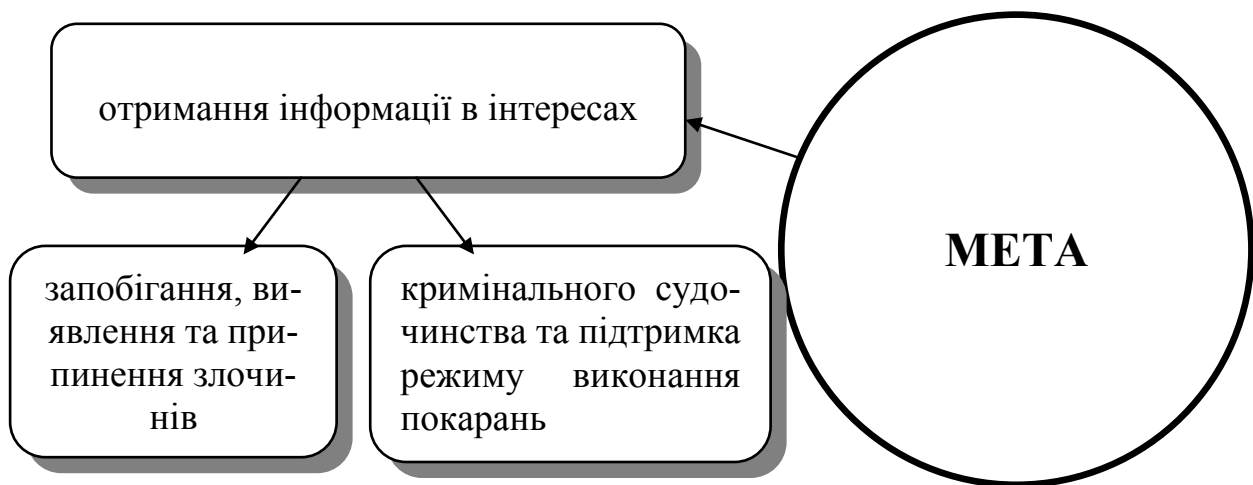 отримання інформації в інтересах
МЕТА
запобігання, ви-
явлення та при-
пинення злочи-
нів
кримінального судо-
чинства та підтримка
режиму виконання
покарань